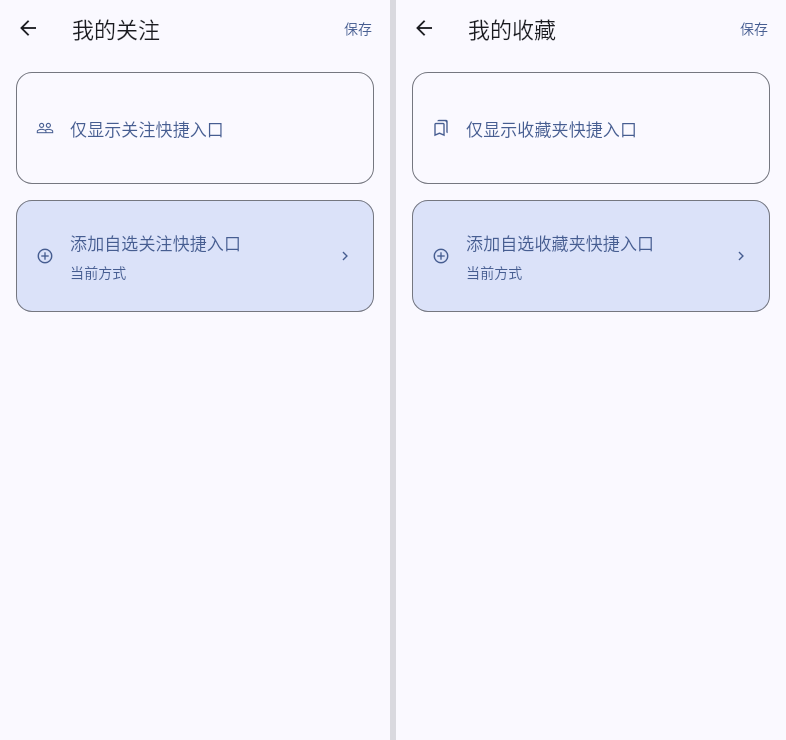 我的关注
保存
仅显示关注快捷入口
添加自选关注快捷入口
当前方式
我的收藏
保存
仅显示收藏夹快捷入口
添加自选收藏夹快捷入口
当前方式